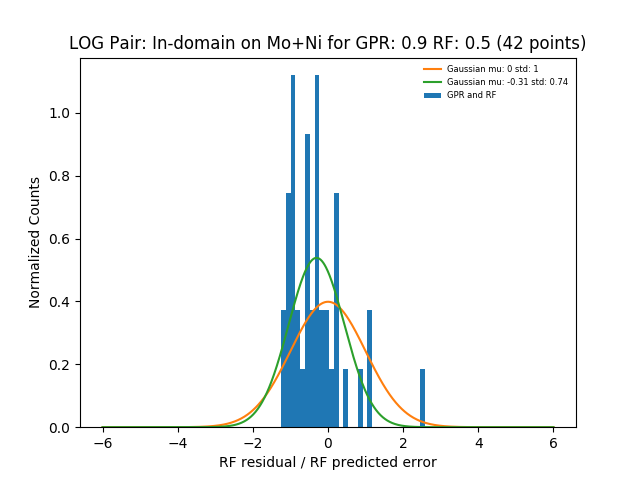 LOG Pair: In-domain on Mo+Ni for GPR: 0.9 RF: 0.5 (42 points)
Gaussian mu: 0 std: 1
Gaussian mu: -0.31 std: 0.74
GPR and RF
Normalized Counts
1.0
0.8
0.6
0.4
0.2
0.0
−6 −4 −2 0 2 4 6
RF residual / RF predicted error